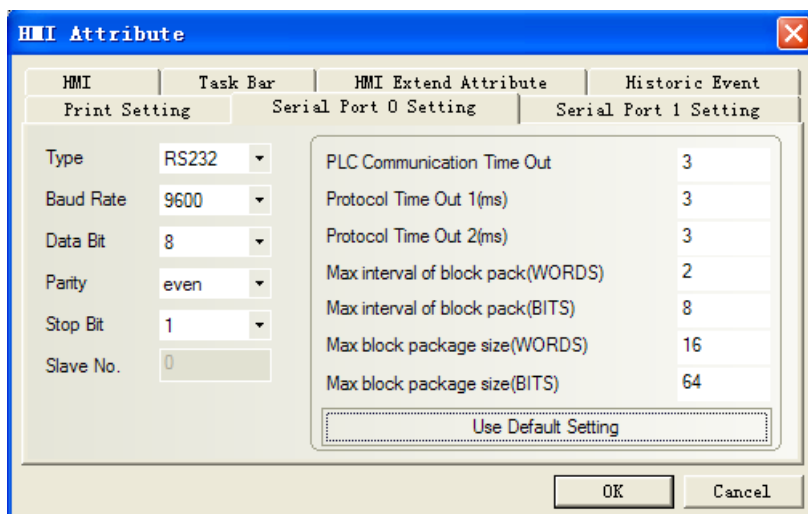 HMI Attribute
HMI Task Bar HMI Extend Attribute Historic Event
Print Setting Serial Port 0 Setting Serial Port 1 Setting
Type RS232
Baud Rate 9600
Data Bit 8
Parity even
Stop Bit 1
Slave No. 0
PLC Communication Time Out 3
Protocol Time Out 1(ms) 3
Protocol Time Out 2(ms) 3
Max interval of block pack(WORDS) 2
Max interval of block pack(BITS) 8
Max block package size(WORDS) 16
Max block package size(BITS) 64
Use Default Setting
OK Cancel